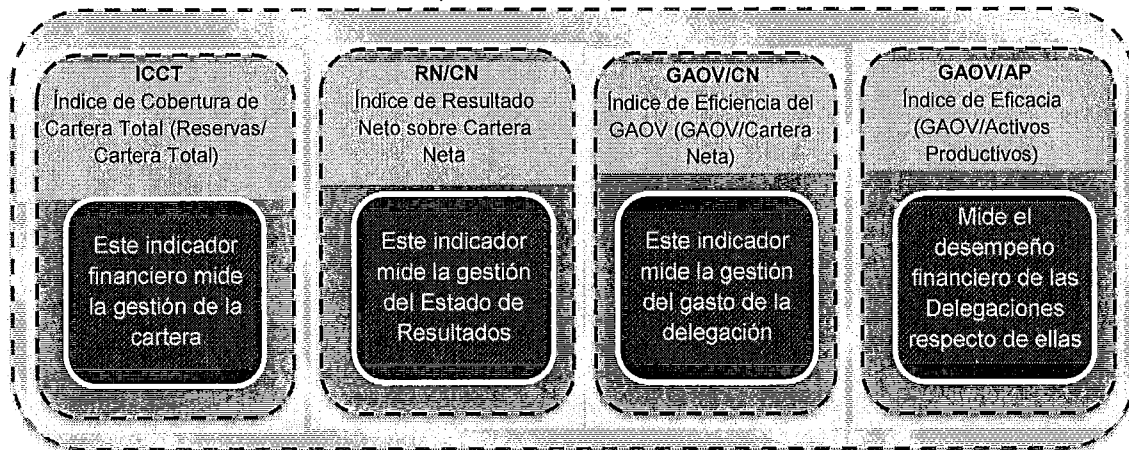 ICCT
Índice de Cobertura de
Cartera Total (Reservas/
Cartera Total)
Este indicador
financiero mide
la gestión de la
cartera
RN/CN
Índice de Resultado
Neto sobre Cartera
Neta
Este indicador
mide la gestión
del Estado de
Resultados
GAOV/CN
Índice de Eficiencia del
GAOV (GAOV/Cartera
Neta)
Este indicador
mide la gestión
del gasto de la
delegación
GAOV/AP
Índice de Eficacia
(GAOV/Activos
Productivos)
Mide el
desempeño
financiero de las
Delegaciones
respecto de ellas